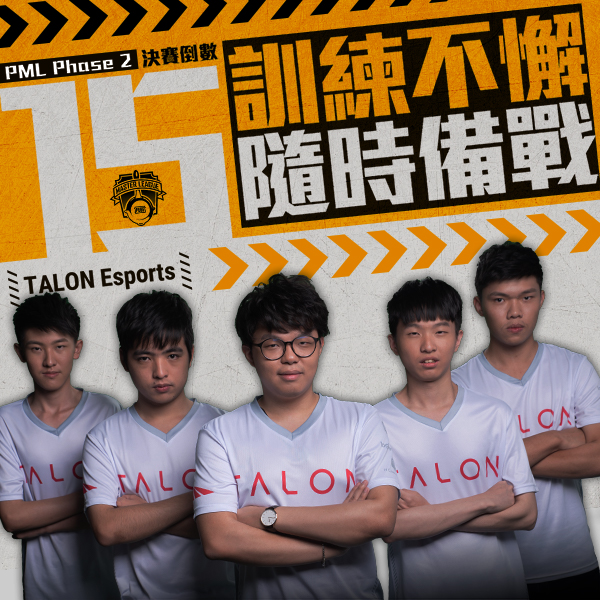 PML Phase 2 決賽倒數
15
訓練不懈
隨時備戰
MASTER LEAGUE
TALON Esports
TALON
TALON
TALON
TALON
TALON